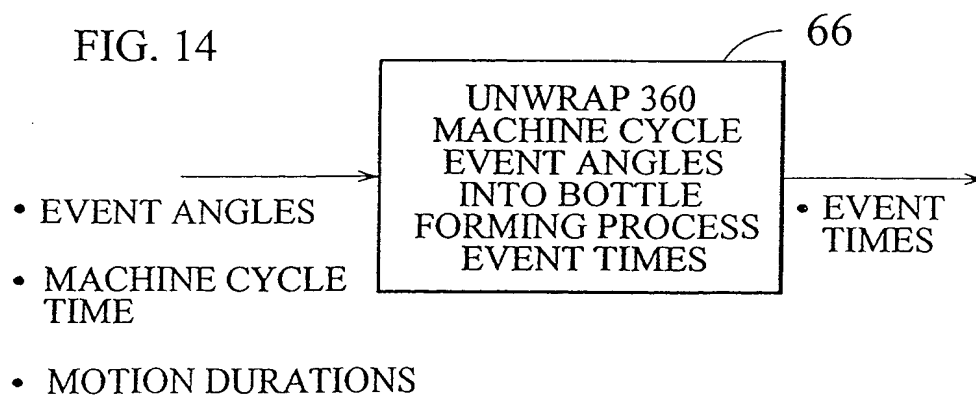 FIG. 14
66
UNWRAP 360
MACHINE CYCLE
EVENT ANGLES
INTO BOTTLE
FORMING PROCESS
EVENT TIMES
• EVENT ANGLES
• MACHINE CYCLE
TIME
• MOTION DURATIONS
• EVENT
TIMES